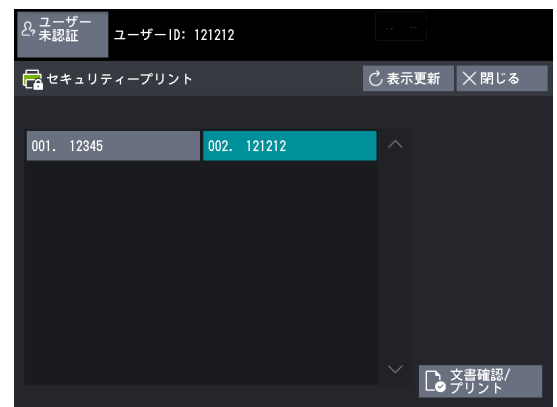 ユーザー
未認証
ユーザーID: 121212
セキュリティープリント
表示更新
閉じる
001. 12345
002. 121212
文書確認/
プリント